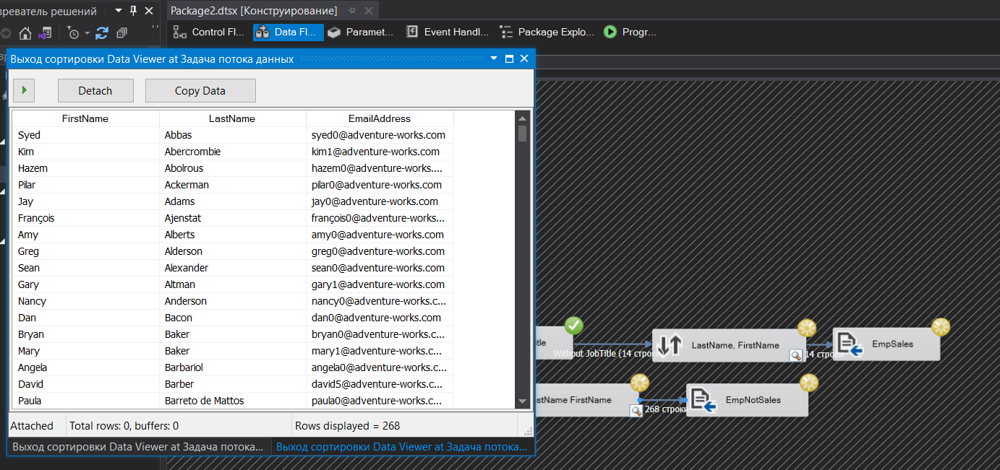 зреватель решений
Package2.dtsx [Конструирование]
Control Fl...
Data Fl...
Paramet...
Event Handl...
Package Explo...
Progr...
Выход сортировки Data Viewer at Задача потока данных
Detach
Copy Data
FirstName LastName EmailAddress
Syed Abbas syed0@adventure-works.com
Kim Abercrombie kim1@adventure-works.com
Hazem Abolrous hazem0@adventure-works....
Pilar Ackerman pilar0@adventure-works.com
Jay Adams jay0@adventure-works.com
François Ajenstat françois0@adventure-works...
Amy Alberts amy0@adventure-works.com
Greg Alderson greg0@adventure-works.com
Sean Alexander sean0@adventure-works.com
Gary Altman gary1@adventure-works.com
Nancy Anderson nancy0@adventure-works.c...
Dan Bacon dan0@adventure-works.com
Bryan Baker bryan0@adventure-works.c...
Mary Baker mary1@adventure-works.c...
Angela Barbariol angela0@adventure-works.c...
David Barber david5@adventure-works.c...
Paula Barreto de Mattos paula0@adventure-works.c...
Attached
Total rows: 0, buffers: 0
Rows displayed = 268
Выход сортировки Data Viewer at Задача потока...
Выход сортировки Data Viewer at Задача потока...
tle
Without JobTitle (14 строк
LastName, FirstName
14 строки
EmpSales
stName FirstName
268 строки
EmpNotSales